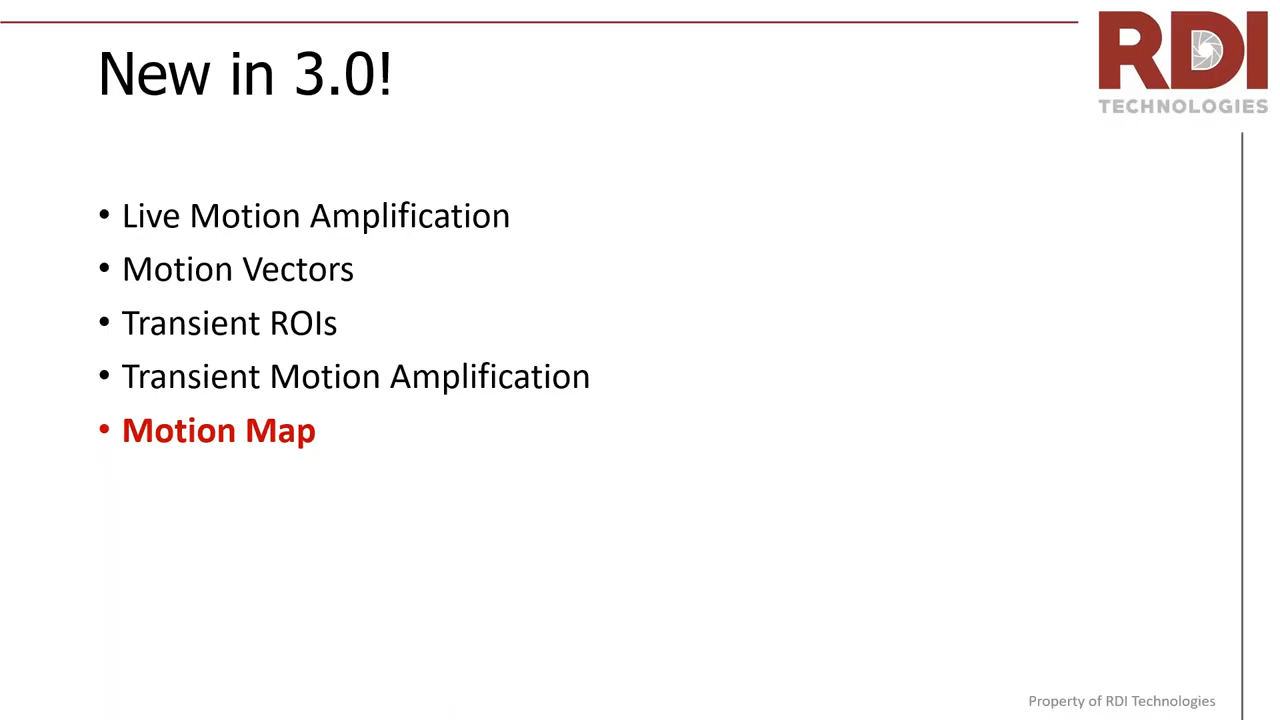 New in 3.0!
RDI
TECHNOLOGIES
• Live Motion Amplification
• Motion Vectors
• Transient ROIs
• Transient Motion Amplification
• Motion Map
Property of RDI Technologies